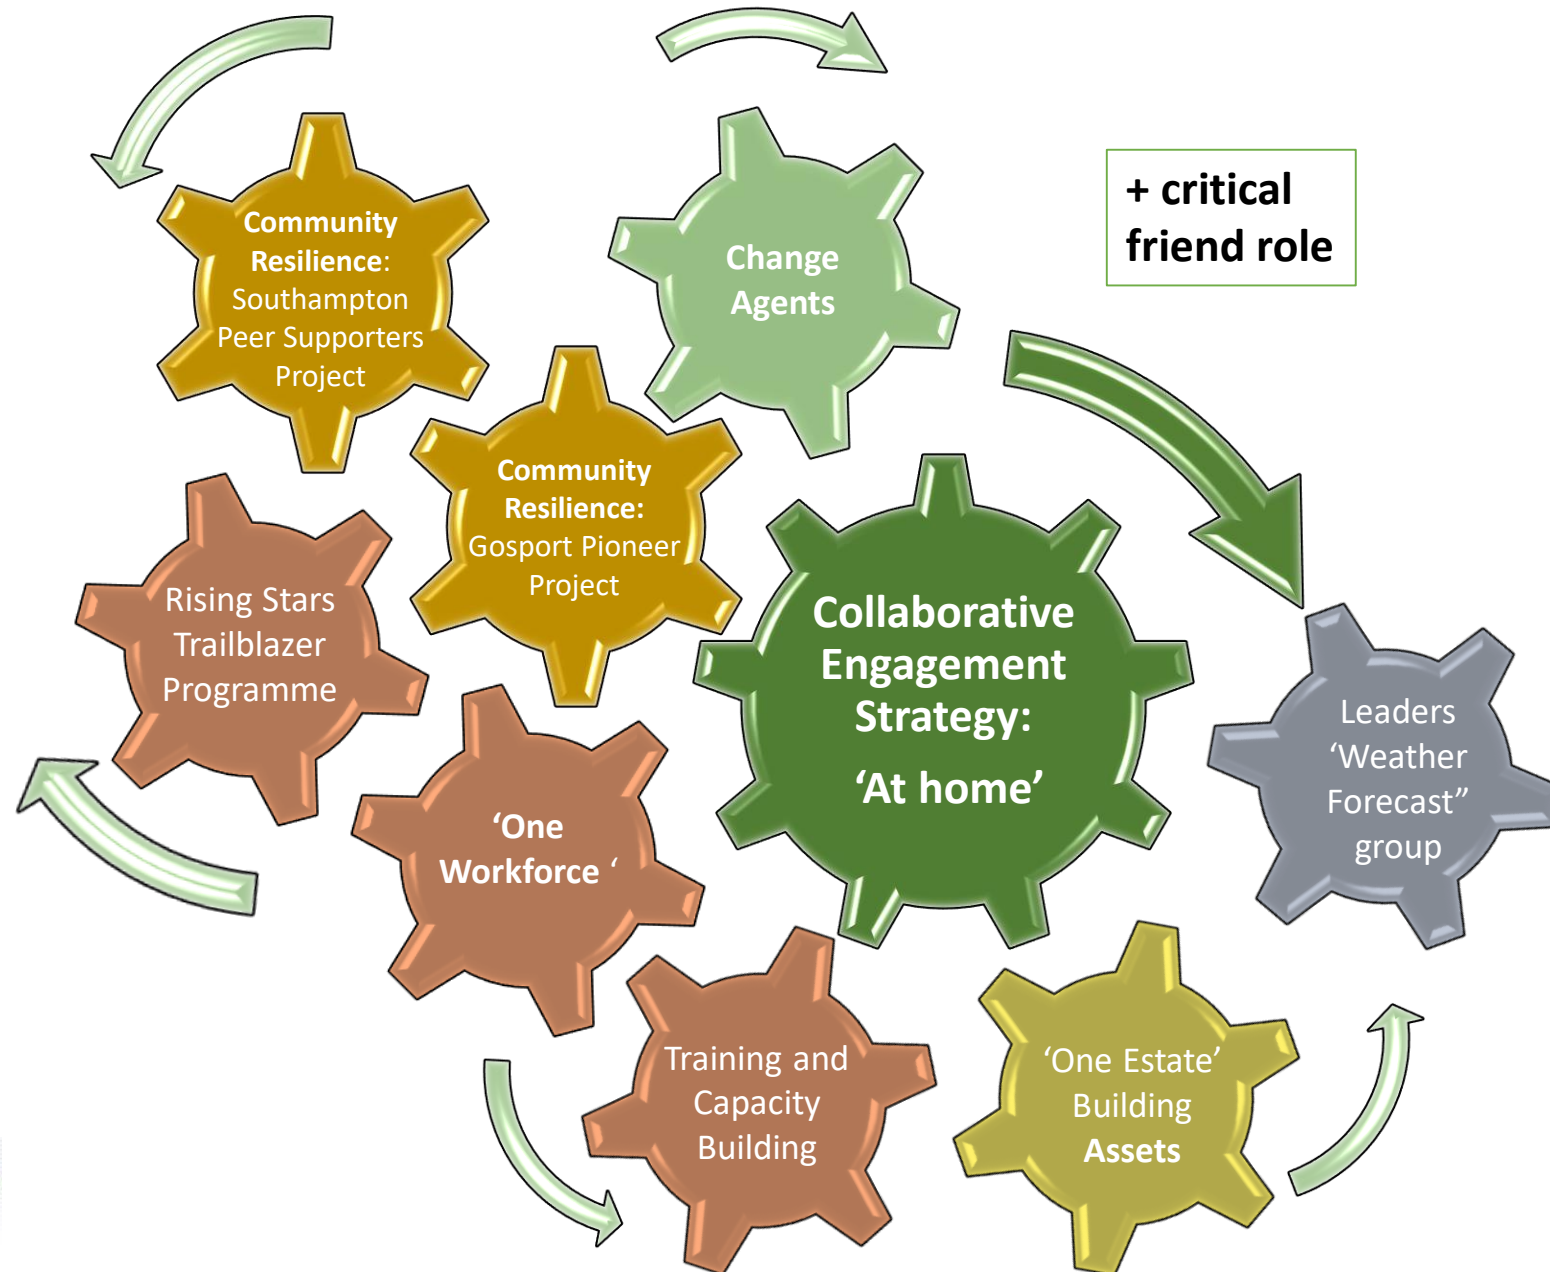 Community
Resilience:
Southampton
Peer Supporters
Project
Change
Agents
+ critical
friend role
Community
Resilience:
Gosport Pioneer
Project
Rising Stars
Trailblazer
Programme
Collaborative
Engagement
Strategy:
‘At home’
Leaders
‘Weather
Forecast”
group
‘One
Workforce ‘
Training and
Capacity
Building
‘One Estate’
Building
Assets